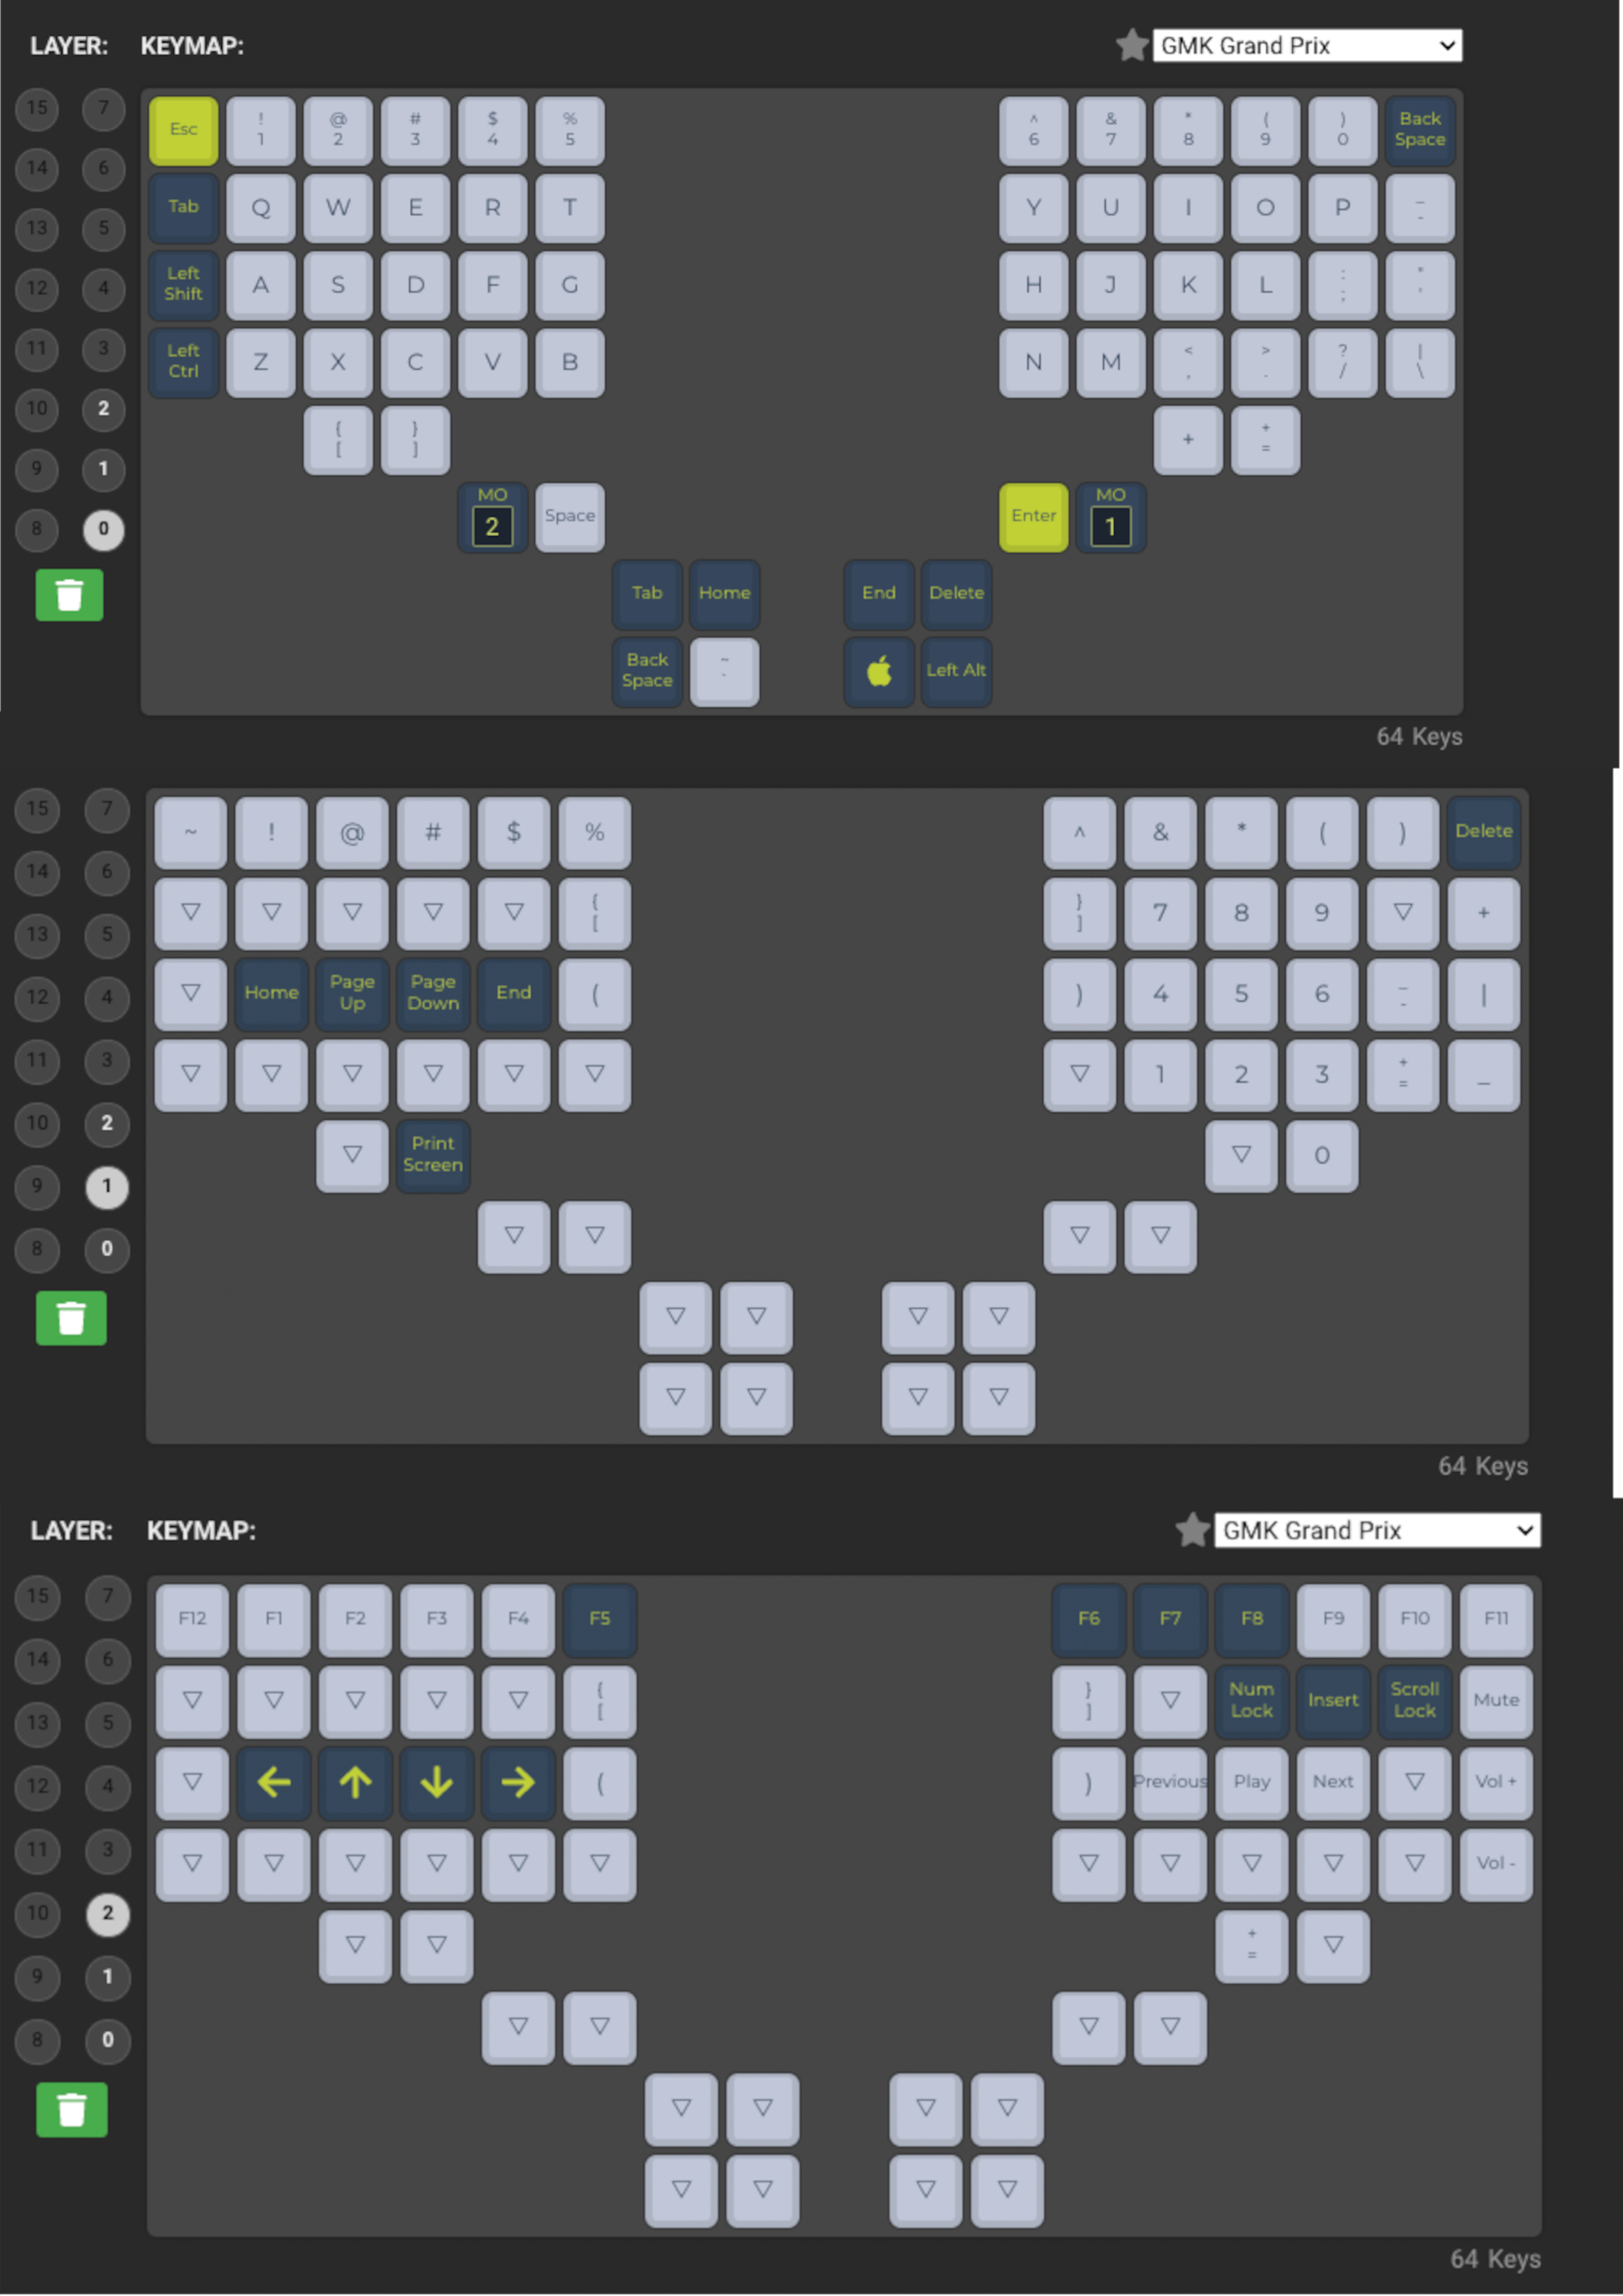 LAYER: KEYMAP: GMK Grand Prix
15 7 Esc ! 1 @ 2 # 3 $ 4 % 5 ^ 6 & 7 * 8 ( 9 ) 0 Back Space
14 6 Tab Q W E R T Y U I O P _ -
13 5
12 4 Left Shift A S D F G H J K L : ; " '
11 3 Left Ctrl Z X C V B N M < , > . ? / | \
10 2 { [ } ] + + =
9 1
8 0 MO 2 Space Enter MO 1
Tab Home End Delete
Back Space ~ ` Left Alt
64 Keys
15 7 ~ ! @ # $ % ^ & * ( ) Delete
14 6 { [ } ] 7 8 9 +
13 5
12 4 Home Page Up Page Down End ( ) 4 5 6 _ - |
11 3 1 2 3 + = _
10 2 Print Screen 0
9 1
8 0
64 Keys
LAYER: KEYMAP: GMK Grand Prix
15 7 F12 F1 F2 F3 F4 F5 F6 F7 F8 F9 F10 F11
14 6 { [ } ] Num Lock Insert Scroll Lock Mute
13 5
12 4 ( ) Previous Play Next Vol +
11 3 Vol -
10 2 + =
9 1
8 0
64 Keys